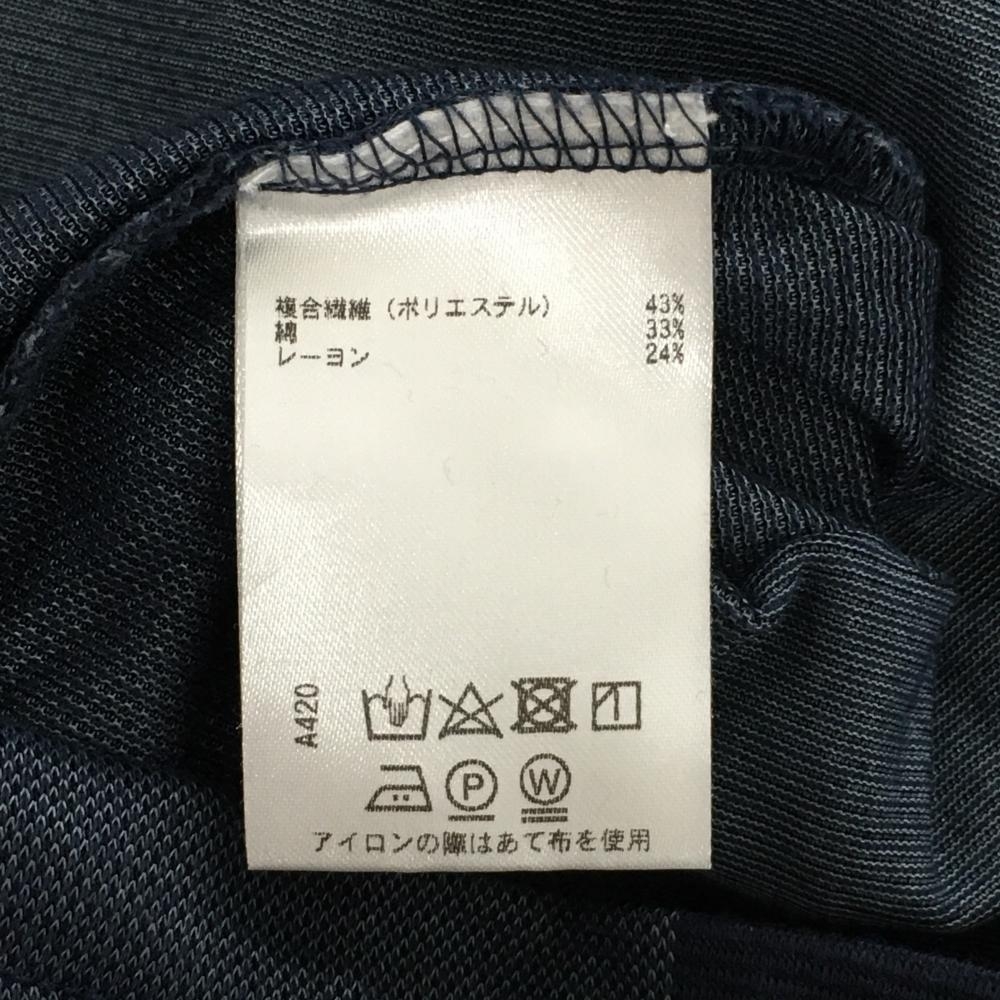 複合繊維（ポリエステル） 43%
綿 33%
レーヨン 24%
A420
P
W
アイロンの際はあて布を使用